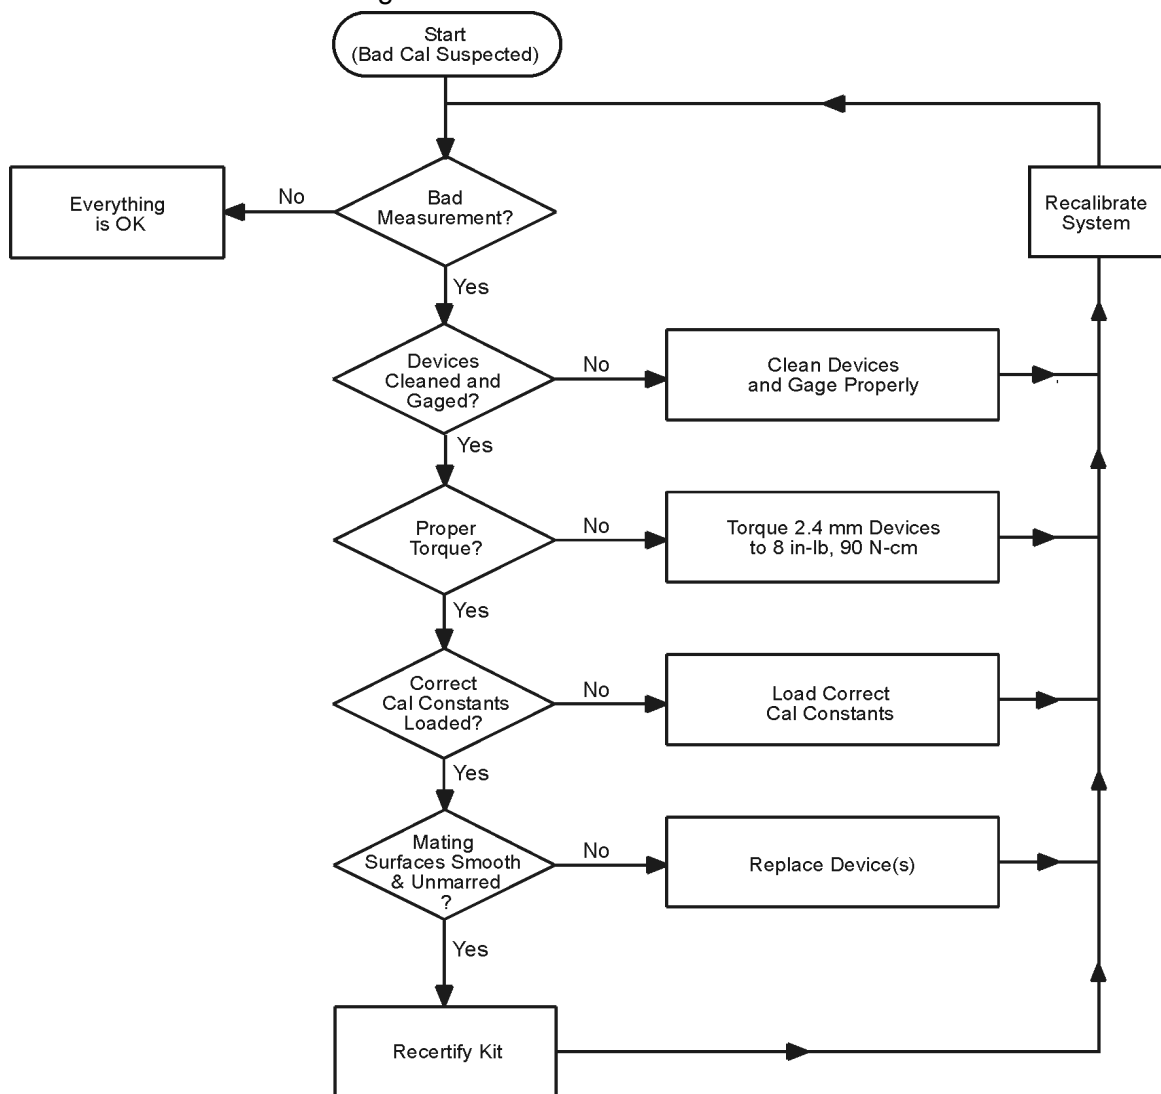 Start
(Bad Cal Suspected)
Bad
Measurement?
No
Everything
is OK
Recalibrate
System
Yes
Devices
Cleaned and
Gaged?
No
Clean Devices
and Gage Properly
Yes
Proper
Torque?
No
Torque 2.4 mm Devices
to 8 in-lb, 90 N-cm
Yes
Correct
Cal Constants
Loaded?
No
Load Correct
Cal Constants
Yes
Mating
Surfaces Smooth
& Unmarred
?
No
Replace Device(s)
Yes
Recertify Kit